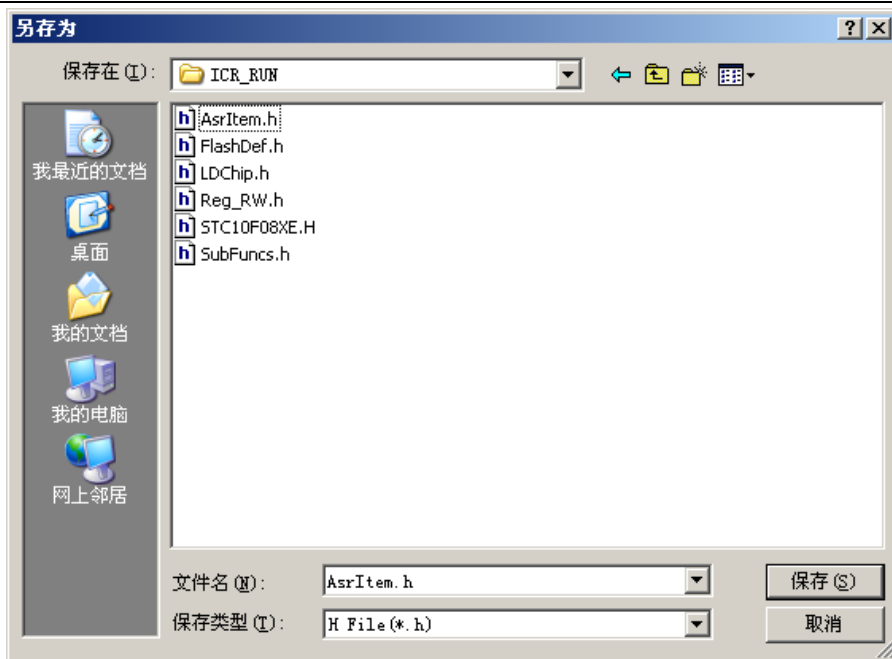 另存为
保存在(I):
ICR_RUN
我最近的文档
桌面
我的文档
我的电脑
网上邻居
AsrItem.h
FlashDef.h
LDChip.h
Reg_RW.h
STC10F08XE.H
SubFuncs.h
文件名(N):
AsrItem.h
保存(S)
保存类型(T):
H File(*.h)
取消